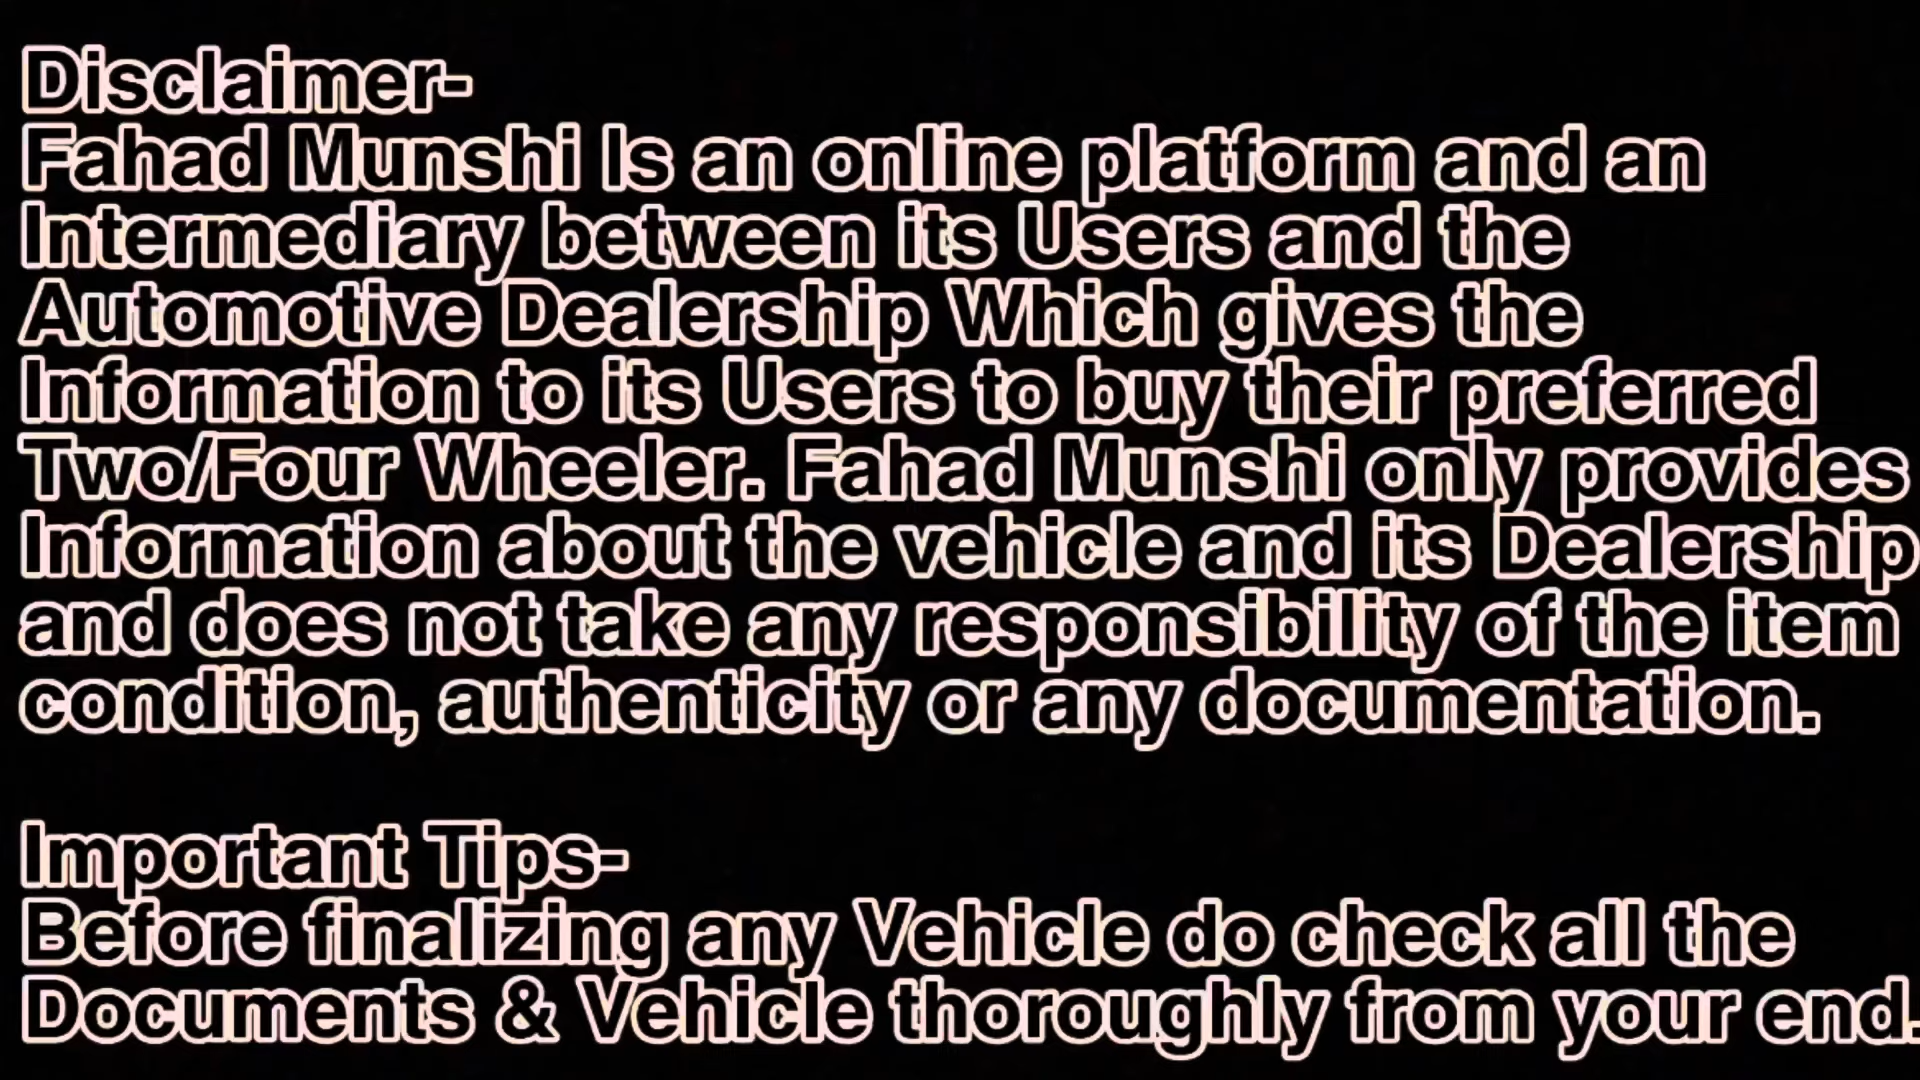 Disclaimer-
Fahad Munshi Is an online platform and an
Intermediary between its Users and the
Automotive Dealership Which gives the
Information to its Users to buy their preferred
Two/Four Wheeler. Fahad Munshi only provides
Information about the vehicle and its Dealership
and does not take any responsibility of the item
condition, authenticity or any documentation.
Important Tips-
Before finalizing any Vehicle do check all the
Documents & Vehicle thoroughly from your end.